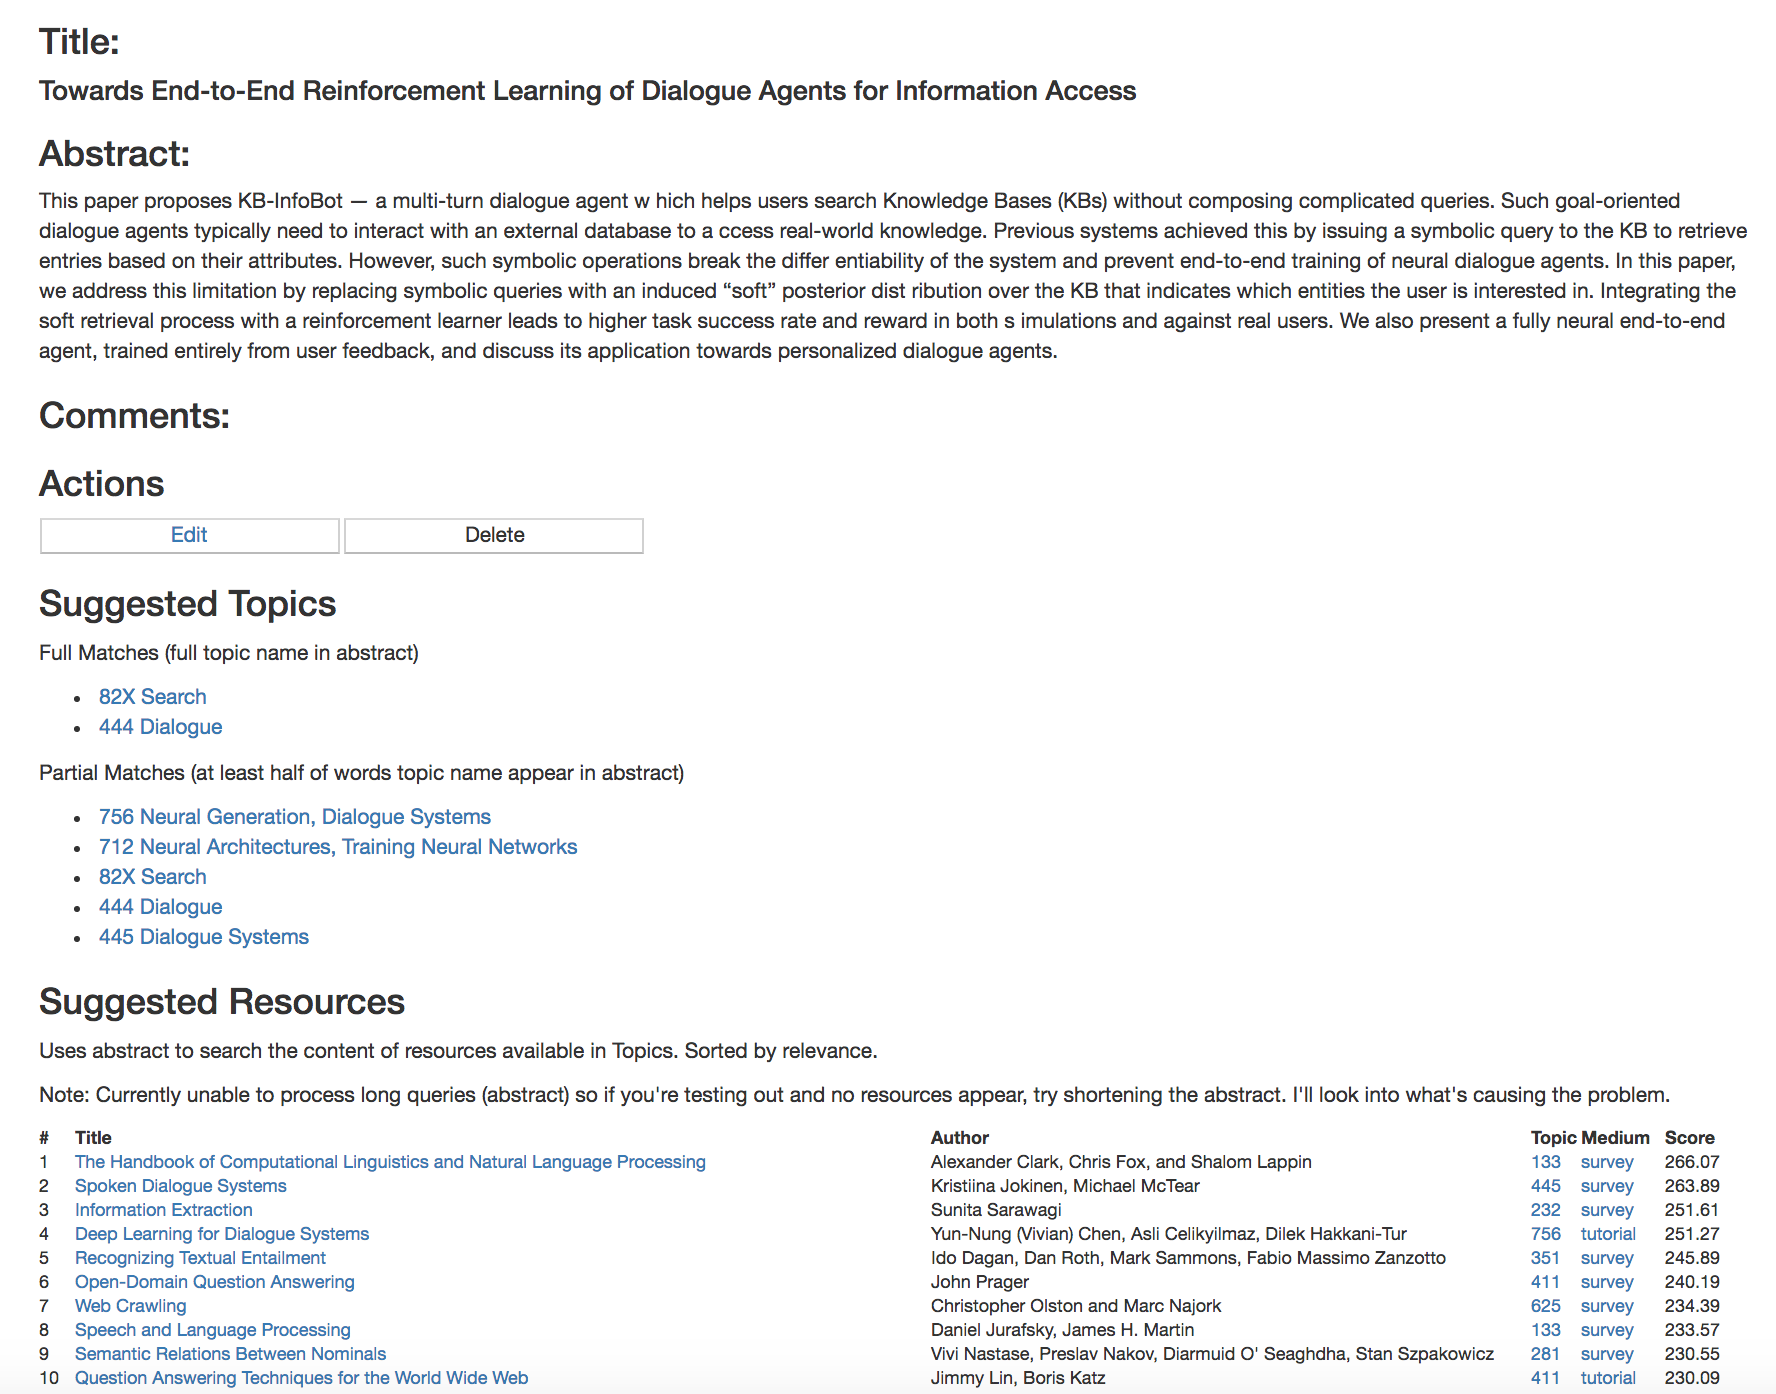 Title:
Towards End-to-End Reinforcement Learning of Dialogue Agents for Information Access
Abstract:
This paper proposes KB-InfoBot — a multi-turn dialogue agent w hich helps users search Knowledge Bases (KBs) without composing complicated queries. Such goal-oriented
dialogue agents typically need to interact with an external database to a ccess real-world knowledge. Previous systems achieved this by issuing a symbolic query to the KB to retrieve
entries based on their attributes. However, such symbolic operations break the differ entiability of the system and prevent end-to-end training of neural dialogue agents. In this paper,
we address this limitation by replacing symbolic queries with an induced “soft” posterior dist ribution over the KB that indicates which entities the user is interested in. Integrating the
soft retrieval process with a reinforcement learner leads to higher task success rate and reward in both s imulations and against real users. We also present a fully neural end-to-end
agent, trained entirely from user feedback, and discuss its application towards personalized dialogue agents.
Comments:
Actions
Edit Delete
Suggested Topics
Full Matches (full topic name in abstract)
• 82X Search
• 444 Dialogue
Partial Matches (at least half of words topic name appear in abstract)
• 756 Neural Generation, Dialogue Systems
• 712 Neural Architectures, Training Neural Networks
• 82X Search
• 444 Dialogue
• 445 Dialogue Systems
Suggested Resources
Uses abstract to search the content of resources available in Topics. Sorted by relevance.
Note: Currently unable to process long queries (abstract) so if you're testing out and no resources appear, try shortening the abstract. I'll look into what's causing the problem.
# Title Author Topic Medium Score
1 The Handbook of Computational Linguistics and Natural Language Processing Alexander Clark, Chris Fox, and Shalom Lappin 133 survey 266.07
2 Spoken Dialogue Systems Kristiina Jokinen, Michael McTear 445 survey 263.89
3 Information Extraction Sunita Sarawagi 232 survey 251.61
4 Deep Learning for Dialogue Systems Yun-Nung (Vivian) Chen, Asli Celikyilmaz, Dilek Hakkani-Tur 756 tutorial 251.27
5 Recognizing Textual Entailment Ido Dagan, Dan Roth, Mark Sammons, Fabio Massimo Zanzotto 351 survey 245.89
6 Open-Domain Question Answering John Prager 411 survey 240.19
7 Web Crawling Christopher Olston and Marc Najork 625 survey 234.39
8 Speech and Language Processing Daniel Jurafsky, James H. Martin 133 survey 233.57
9 Semantic Relations Between Nominals Vivi Nastase, Preslav Nakov, Diarmuid O' Seaghdha, Stan Szpakowicz 281 survey 230.55
10 Question Answering Techniques for the World Wide Web Jimmy Lin, Boris Katz 411 tutorial 230.09